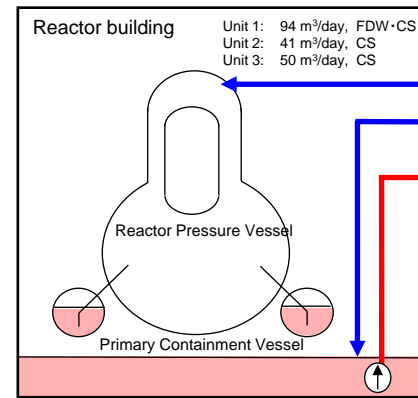 Reactor building
Unit 1: 94 m³/day, FDW・CS
Unit 2: 41 m³/day, CS
Unit 3: 50 m³/day, CS
Reactor Pressure Vessel
Primary Containment Vessel